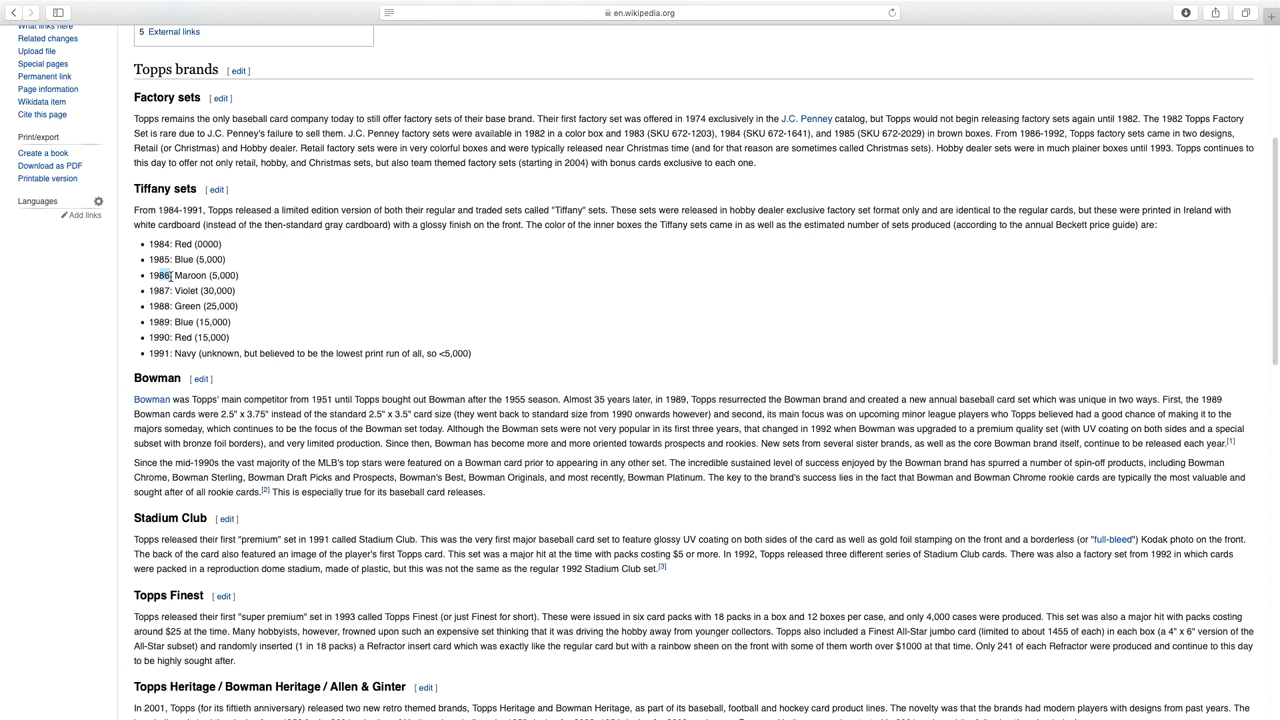 en.wikipedia.org
What links here
Related changes
Upload file
Special pages
Permanent link
Page information
Wikidata item
Cite this page
Print/export
Create a book
Download as PDF
Printable version
Languages
Add links
5 External links
Topps brands [ edit ]
Factory sets [ edit ]
Topps remains the only baseball card company today to still offer factory sets of their base brand. Their first factory set was offered in 1974 exclusively in the J.C. Penney catalog, but Topps would not begin releasing factory sets again until 1982. The 1982 Topps Factory
Set is rare due to J.C. Penney's failure to sell them. J.C. Penney factory sets were available in 1982 in a color box and 1983 (SKU 672-1203), 1984 (SKU 672-1641), and 1985 (SKU 672-2029) in brown boxes. From 1986-1992, Topps factory sets came in two designs,
Retail (or Christmas) and Hobby dealer. Retail factory sets were in very colorful boxes and were typically released near Christmas time (and for that reason are sometimes called Christmas sets). Hobby dealer sets were in much plainer boxes until 1993. Topps continues to
this day to offer not only retail, hobby, and Christmas sets, but also team themed factory sets (starting in 2004) with bonus cards exclusive to each one.
Tiffany sets [ edit ]
From 1984-1991, Topps released a limited edition version of both their regular and traded sets called "Tiffany" sets. These sets were released in hobby dealer exclusive factory set format only and are identical to the regular cards, but these were printed in Ireland with
white cardboard (instead of the then-standard gray cardboard) with a glossy finish on the front. The color of the inner boxes the Tiffany sets came in as well as the estimated number of sets produced (according to the annual Beckett price guide) are:
• 1984: Red (0000)
• 1985: Blue (5,000)
• 1986: Maroon (5,000)
• 1987: Violet (30,000)
• 1988: Green (25,000)
• 1989: Blue (15,000)
• 1990: Red (15,000)
• 1991: Navy (unknown, but believed to be the lowest print run of all, so <5,000)
Bowman [ edit ]
Bowman was Topps' main competitor from 1951 until Topps bought out Bowman after the 1955 season. Almost 35 years later, in 1989, Topps resurrected the Bowman brand and created a new annual baseball card set which was unique in two ways. First, the 1989
Bowman cards were 2.5" x 3.75" instead of the standard 2.5" x 3.5" card size (they went back to standard size from 1990 onwards however) and second, its main focus was on upcoming minor league players who Topps believed had a good chance of making it to the
majors someday, which continues to be the focus of the Bowman set today. Although the Bowman sets were not very popular in its first three years, that changed in 1992 when Bowman was upgraded to a premium quality set (with UV coating on both sides and a special
subset with bronze foil borders), and very limited production. Since then, Bowman has become more and more oriented towards prospects and rookies. New sets from several sister brands, as well as the core Bowman brand itself, continue to be released each year.[1]
Since the mid-1990s the vast majority of the MLB's top stars were featured on a Bowman card prior to appearing in any other set. The incredible sustained level of success enjoyed by the Bowman brand has spurred a number of spin-off products, including Bowman
Chrome, Bowman Sterling, Bowman Draft Picks and Prospects, Bowman's Best, Bowman Originals, and most recently, Bowman Platinum. The key to the brand's success lies in the fact that Bowman and Bowman Chrome rookie cards are typically the most valuable and
sought after of all rookie cards.[2] This is especially true for its baseball card releases.
Stadium Club [ edit ]
Topps released their first "premium" set in 1991 called Stadium Club. This was the very first major baseball card set to feature glossy UV coating on both sides of the card as well as gold foil stamping on the front and a borderless (or "full-bleed") Kodak photo on the front.
The back of the card also featured an image of the player's first Topps card. This set was a major hit at the time with packs costing $5 or more. In 1992, Topps released three different series of Stadium Club cards. There was also a factory set from 1992 in which cards
were packed in a reproduction dome stadium, made of plastic, but this was not the same as the regular 1992 Stadium Club set.[3]
Topps Finest [ edit ]
Topps released their first "super premium" set in 1993 called Topps Finest (or just Finest for short). These were issued in six card packs with 18 packs in a box and 12 boxes per case, and only 4,000 cases were produced. This set was also a major hit with packs costing
around $25 at the time. Many hobbyists, however, frowned upon such an expensive set thinking that it was driving the hobby away from younger collectors. Topps also included a Finest All-Star jumbo card (limited to about 1455 of each) in each box (a 4" x 6" version of the
All-Star subset) and randomly inserted (1 in 18 packs) a Refractor insert card which was exactly like the regular card but with a rainbow sheen on the front with some of them worth over $1000 at that time. Only 241 of each Refractor were produced and continue to this day
to be highly sought after.
Topps Heritage / Bowman Heritage / Allen & Ginter [ edit ]
In 2001, Topps (for its fiftieth anniversary) released two new retro themed brands, Topps Heritage and Bowman Heritage, as part of its baseball, football and hockey card product lines. The novelty was that the brands had modern players with designs from past years. The